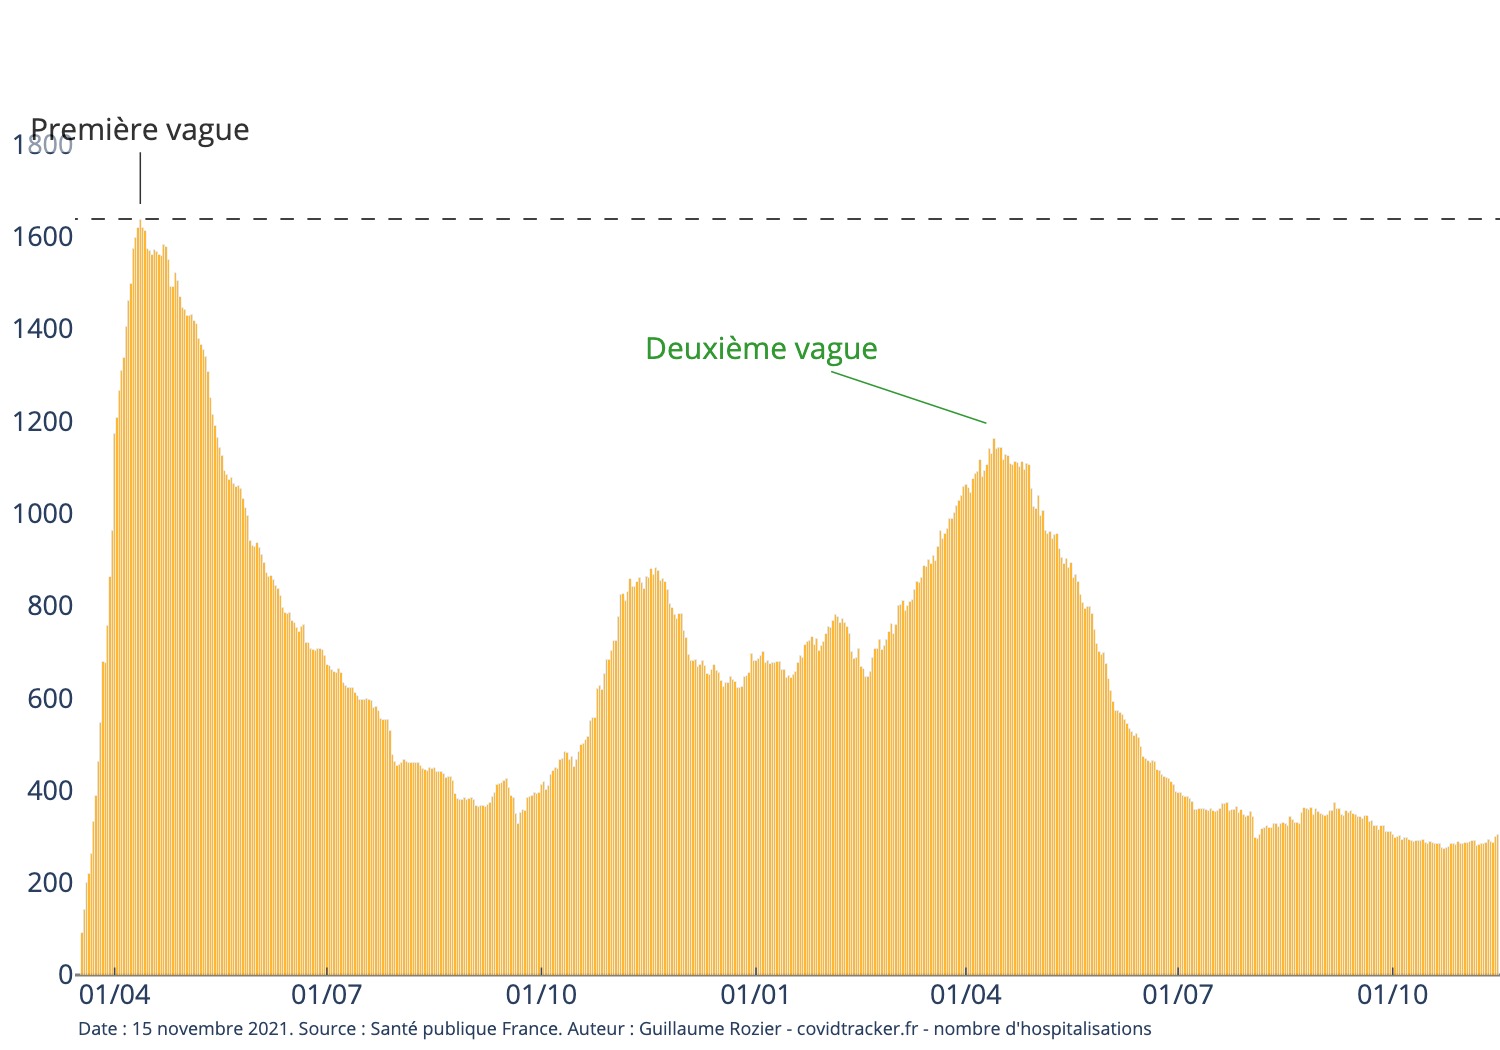 Première vague
1800
1600
1400
Deuxième vague
1200
1000
800
600
400
200
0
01/04 01/07 01/10 01/01 01/04 01/07 01/10
Date : 15 novembre 2021. Source : Santé publique France. Auteur : Guillaume Rozier - covidtracker.fr - nombre d'hospitalisations